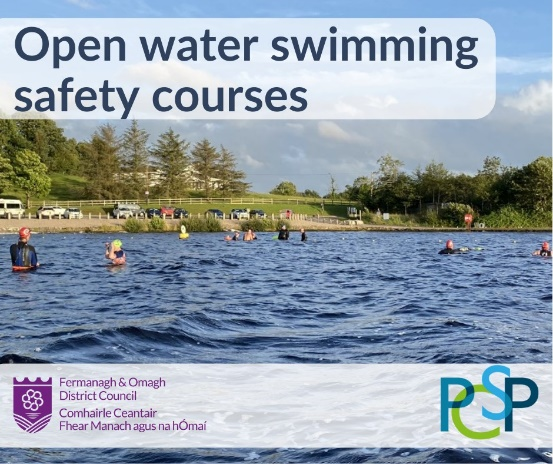 Open water swimming
safety courses
Fermanagh & Omagh
District Council
Comhairle Ceantair
Fhear Manach agus na hÓmaí
PCSP